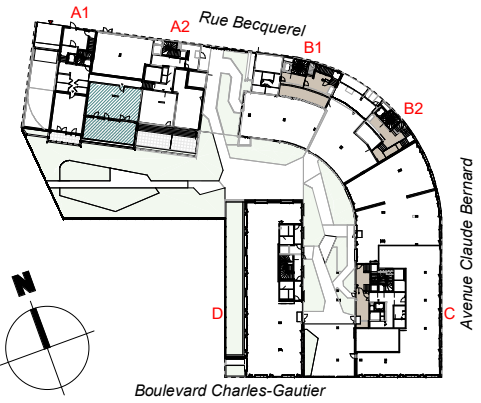 A1
A2
Rue Becquerel
B1
B2
Avenue Claude Bernard
N
D
C
Boulevard Charles-Gautier